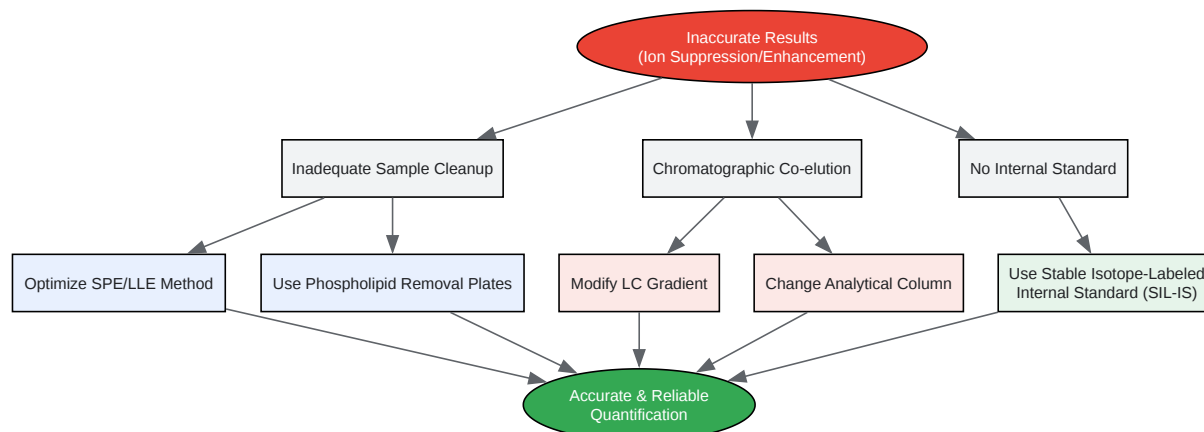 Inaccurate Results
(Ion Suppression/Enhancement)
Inadequate Sample Cleanup
Chromatographic Co-elution
No Internal Standard
Optimize SPE/LLE Method
Use Phospholipid Removal Plates
Modify LC Gradient
Change Analytical Column
Use Stable Isotope-Labeled
Internal Standard (SIL-IS)
Accurate & Reliable
Quantification